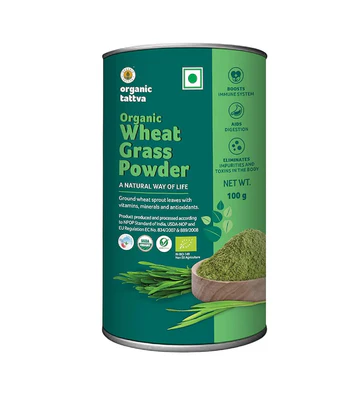 organic
tattva
Organic
Wheat
Grass
Powder
A NATURAL WAY OF LIFE
Ground wheat sprout leaves with
vitamins, minerals and antioxidants.
Product produced and processed according
to NPOP Standard of India, USDA-NOP and
EU Regulation EC No. 834/2007 & 889/2008
BOOSTS
IMMUNE SYSTEM
AIDS
DIGESTION
ELIMINATES
IMPURITIES AND
TOXINS IN THE BODY
NET WT.
100 g